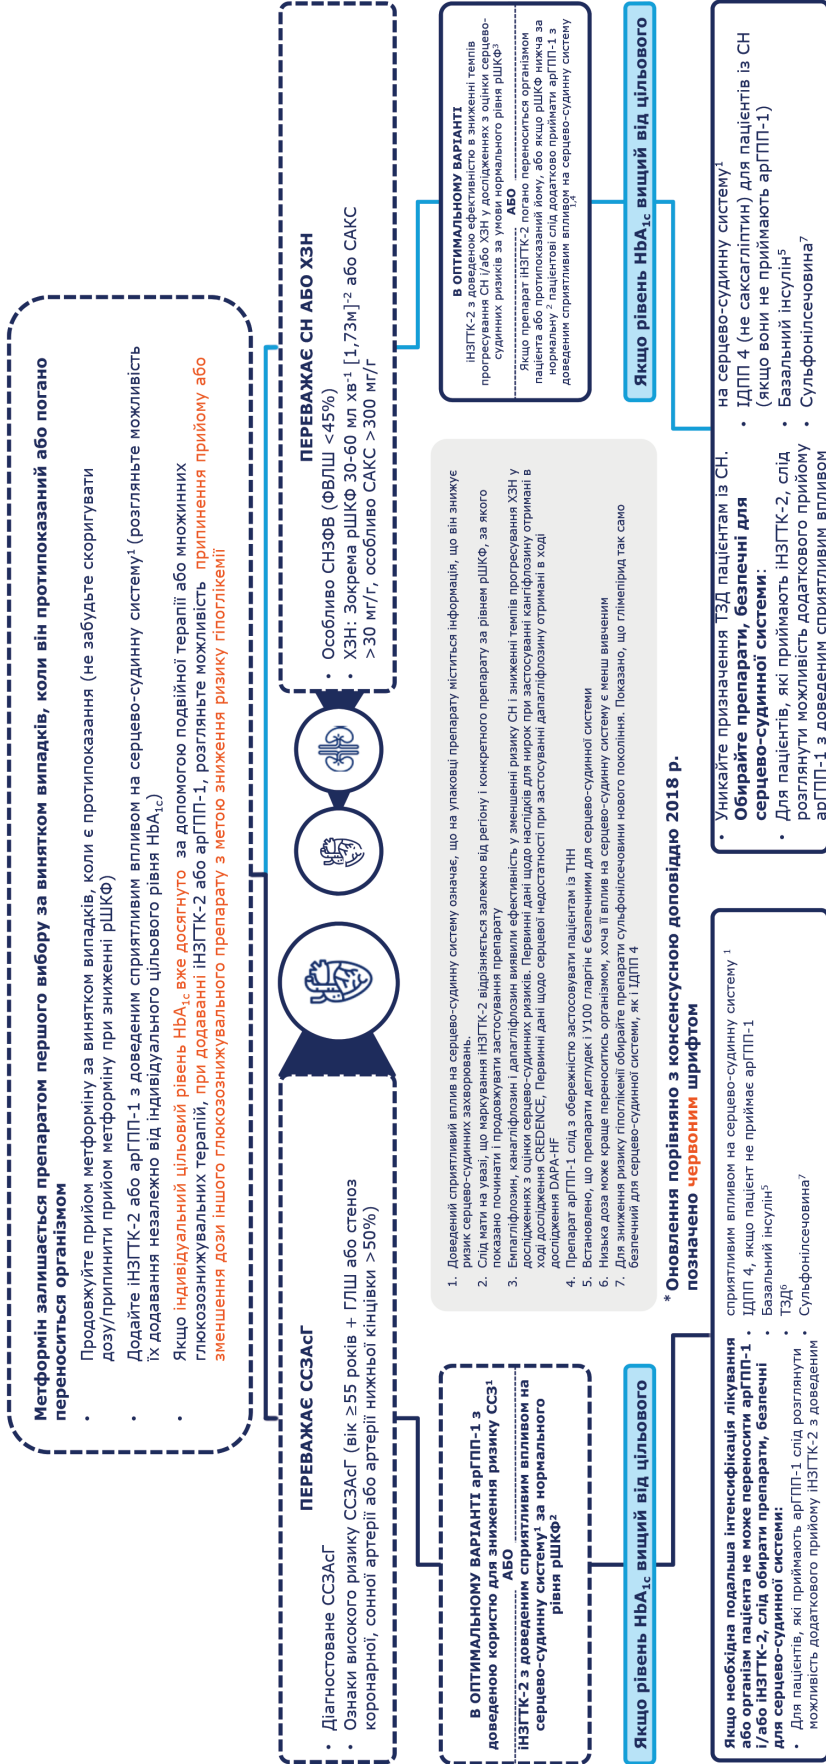 Метформін залишається препаратом першого вибору за винятком випадків, коли він протипоказаний або погано
переноситься організмом
• Продовжуйте прийом метформіну за винятком випадків, коли є протипоказання (не забудьте скоригувати
дозу/припинити прийом метформіну при зниженні рШКФ)
• Додайте іНЗГТК-2 або арГПП-1 з доведеним сприятливим впливом на серцево-судинну систему1 (розгляньте можливість
їх додавання незалежно від індивідуального цільового рівня HbA1c)
• Якщо індивідуальний цільовий рівень HbA1c вже досягнуто за допомогою подвійної терапії або множинних
глюкозознижувальних терапій, при додаванні іНЗГТК-2 або арГПП-1, розгляньте можливість припинення прийому або
зменшення дози іншого глюкозознижувального препарату з метою зниження ризику гіпоглікемії
ПЕРЕВАЖАЄ ССЗАсГ
• Діагностоване ССЗАсГ
• Ознаки високого ризику ССЗАсГ (вік ≥55 років + ГЛШ або стеноз
коронарної, сонної артерії або артерії нижньої кінцівки >50%)
ПЕРЕВАЖАЄ СН АБО ХЗН
• Особливо СНЗФВ (ФВЛШ <45%)
• ХЗН: Зокрема рШКФ 30-60 мл хв-1 [1,73м]-2 або САКС
>30 мг/г, особливо САКС >300 мг/г
В ОПТИМАЛЬНОМУ ВАРІАНТІ арГПП-1 з
доведеною користю для зниження ризику ССЗ1
АБО
іНЗГТК-2 з доведеним сприятливим впливом на
серцево-судинну систему1 за нормального
рівня рШКФ2
1. Доведений сприятливий вплив на серцево-судинну систему означає, що на упаковці препарату міститься інформація, що він знижує
ризик серцево-судинних захворювань.
2. Слід мати на увазі, що маркування іНЗГТК-2 відрізняється залежно від регіону і конкретного препарату за рівнем рШКФ, за якого
показано починати і продовжувати застосування препарату
3. Емпагліфлозин, канагліфлозин і дапагліфлозин виявили ефективність у зменшенні ризику СН і зниженні темпів прогресування ХЗН у
дослідженнях з оцінки серцево-судинних ризиків. Первинні дані щодо наслідків для нирок при застосуванні кангіфлозину отримані в
ході дослідження CREDENCE, Первинні дані щодо серцевої недостатності при застосуванні дапагліфлозину отримані в ході
дослідження DAPA-HF
4. Препарат арГПП-1 слід з обережністю застосовувати пацієнтам із ТНН
5. Встановлено, що препарати деглудек і У100 гларгін є безпечними для серцево-судинної системи
6. Низька доза може краще переноситись організмом, хоча її вплив на серцево-судинну систему є менш вивченим
7. Для зниження ризику гіпоглікемії обирайте препарати сульфонілсечовини нового покоління. Показано, що глімепірид так само
безпечний для серцево-судинної системи, як і ІДПП 4
В ОПТИМАЛЬНОМУ ВАРІАНТІ
іНЗГТК-2 з доведеною ефективністю в зниженні темпів
прогресування СН і/або ХЗН у дослідженнях з оцінки серцево-
судинних ризиків за умови нормального рівня рШКФ3
АБО
Якщо препарат іНЗГТК-2 погано переноситься організмом
пацієнта або протипоказаний йому, або якщо рШКФ нижча за
нормальну 2 пацієнтові слід додатково приймати арГПП-1 з
доведеним сприятливим впливом на серцево-судинну систему
1,4
Якщо рівень HbA1c вищий від цільового
* Оновлення порівняно з консенсусною доповіддю 2018 р.
позначено червоним шрифтом
Якщо рівень HbA1c вищий від цільового
Якщо необхідна подальша інтенсифікація лікування
або організм пацієнта не може переносити арГПП-1
і/або іНЗГТК-2, слід обирати препарати, безпечні
для серцево-судинної системи:
• Для пацієнтів, які приймають арГПП-1 слід розглянути
можливість додаткового прийому іНЗГТК-2 з доведеним
сприятливим впливом на серцево-судинну систему 1
• ІДПП 4, якщо пацієнт не приймає арГПП-1
• Базальний інсулін5
• ТЗД6
• Сульфонілсечовина7
• Уникайте призначення ТЗД пацієнтам із СН.
Обирайте препарати, безпечні для
серцево-судинної системи:
• Для пацієнтів, які приймають іНЗГТК-2, слід
розглянути можливість додаткового прийому
арГПП-1 з доведеним сприятливим впливом
на серцево-судинну систему1
• ІДПП 4 (не саксагліптин) для пацієнтів із СН
(якщо вони не приймають арГПП-1)
• Базальний інсулін5
• Сульфонілсечовина7